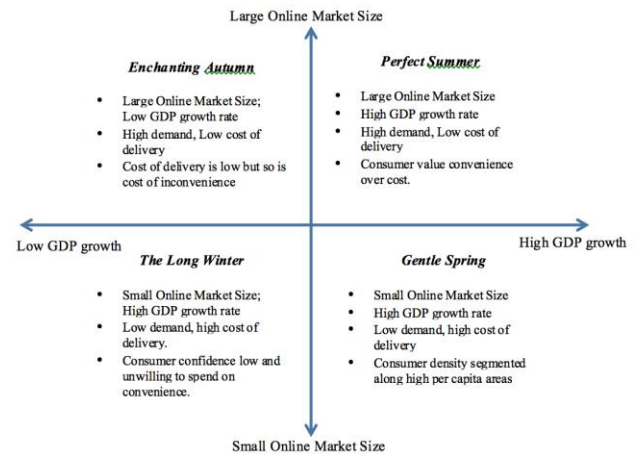 Large Online Market Size
Enchanting Autumn
• Large Online Market Size;
Low GDP growth rate
• High demand, Low cost of
delivery
• Cost of delivery is low but so is
cost of inconvenience
Perfect Summer
• Large Online Market Size
• High GDP growth rate
• High demand, Low cost of
delivery
• Consumer value convenience
over cost.
Low GDP growth
High GDP growth
The Long Winter
• Small Online Market Size;
High GDP growth rate
• Low demand, high cost of
delivery.
• Consumer confidence low and
unwilling to spend on
convenience.
Gentle Spring
• Small Online Market Size
• High GDP growth rate
• Low demand, high cost of
delivery
• Consumer density segmented
along high per capita areas
Small Online Market Size